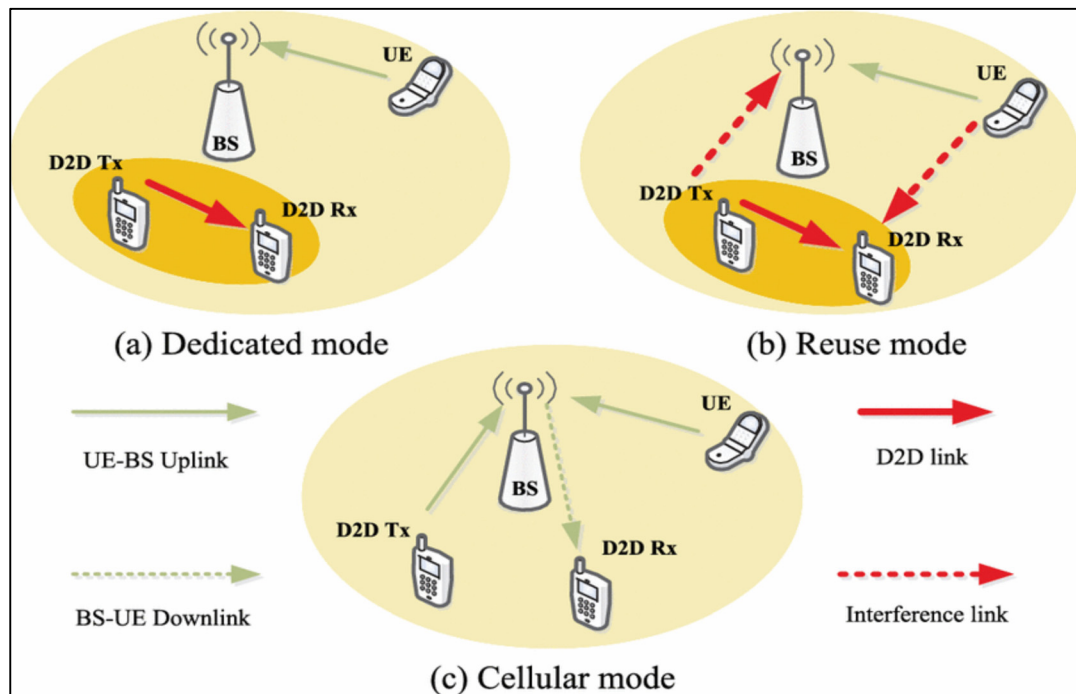 UE
BS
D2D Tx
D2D Rx
(a) Dedicated mode
UE
BS
D2D Tx
D2D Rx
(b) Reuse mode
UE
BS
D2D Tx
D2D Rx
(c) Cellular mode
UE-BS Uplink
BS-UE Downlink
D2D link
Interference link